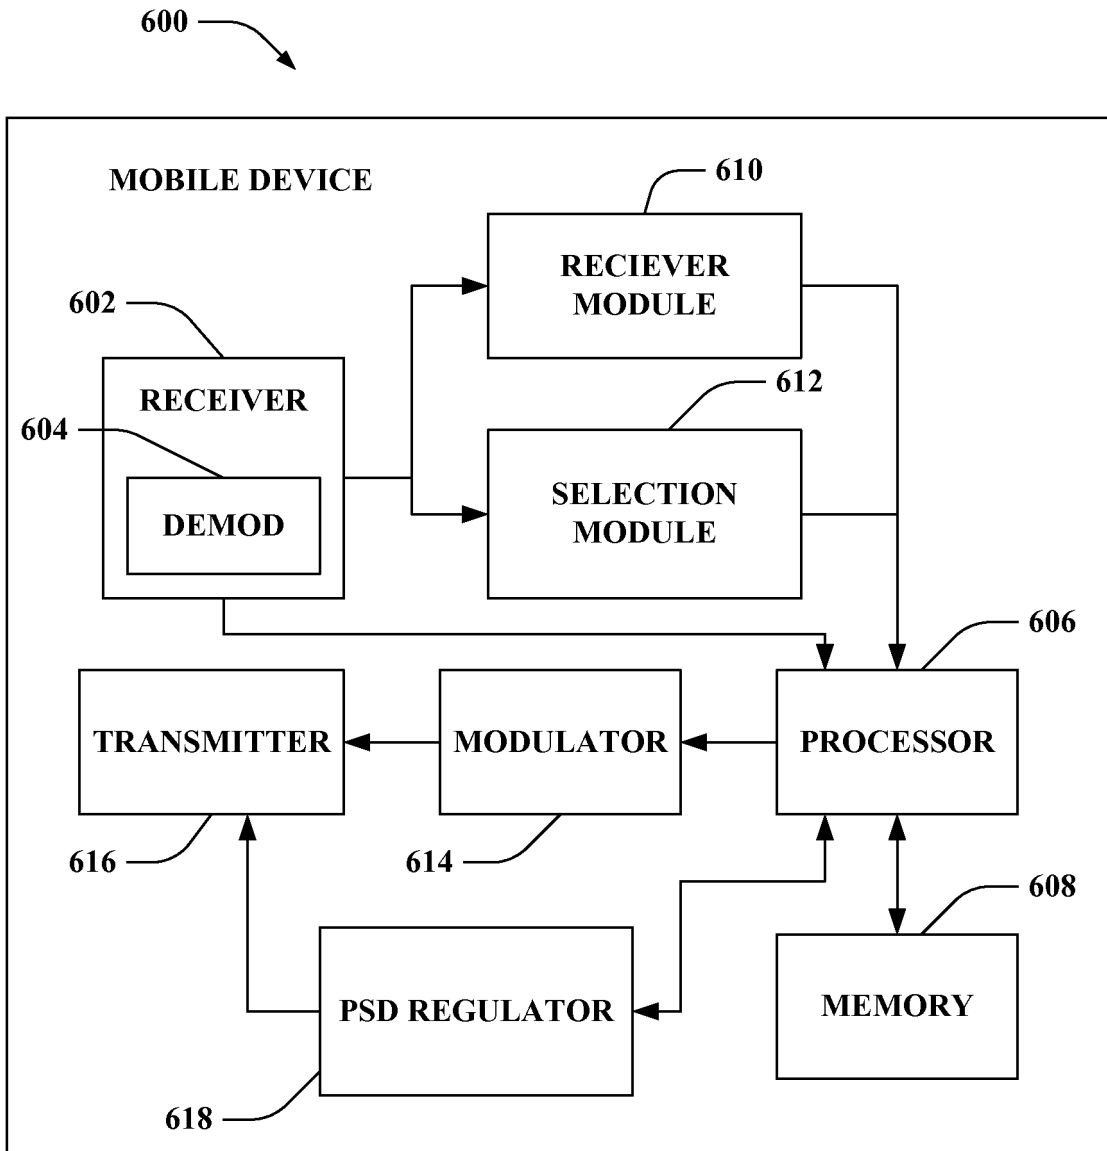 600
MOBILE DEVICE
610
RECIEVER
MODULE
602
RECEIVER
612
604
SELECTION
MODULE
DEMOD
606
TRANSMITTER
MODULATOR
PROCESSOR
616
614
608
PSD REGULATOR
MEMORY
618